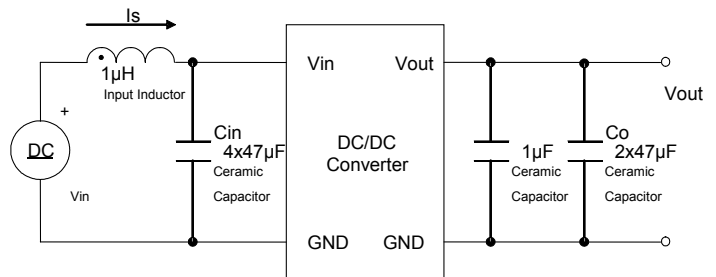 Is
1µH
Input Inductor
+
DC
Vin
Cin
4x47µF
Ceramic
Capacitor
Vin
Vout
DC/DC
Converter
GND
GND
1µF
Ceramic
Capacitor
Co
2x47µF
Ceramic
Capacitor
Vout